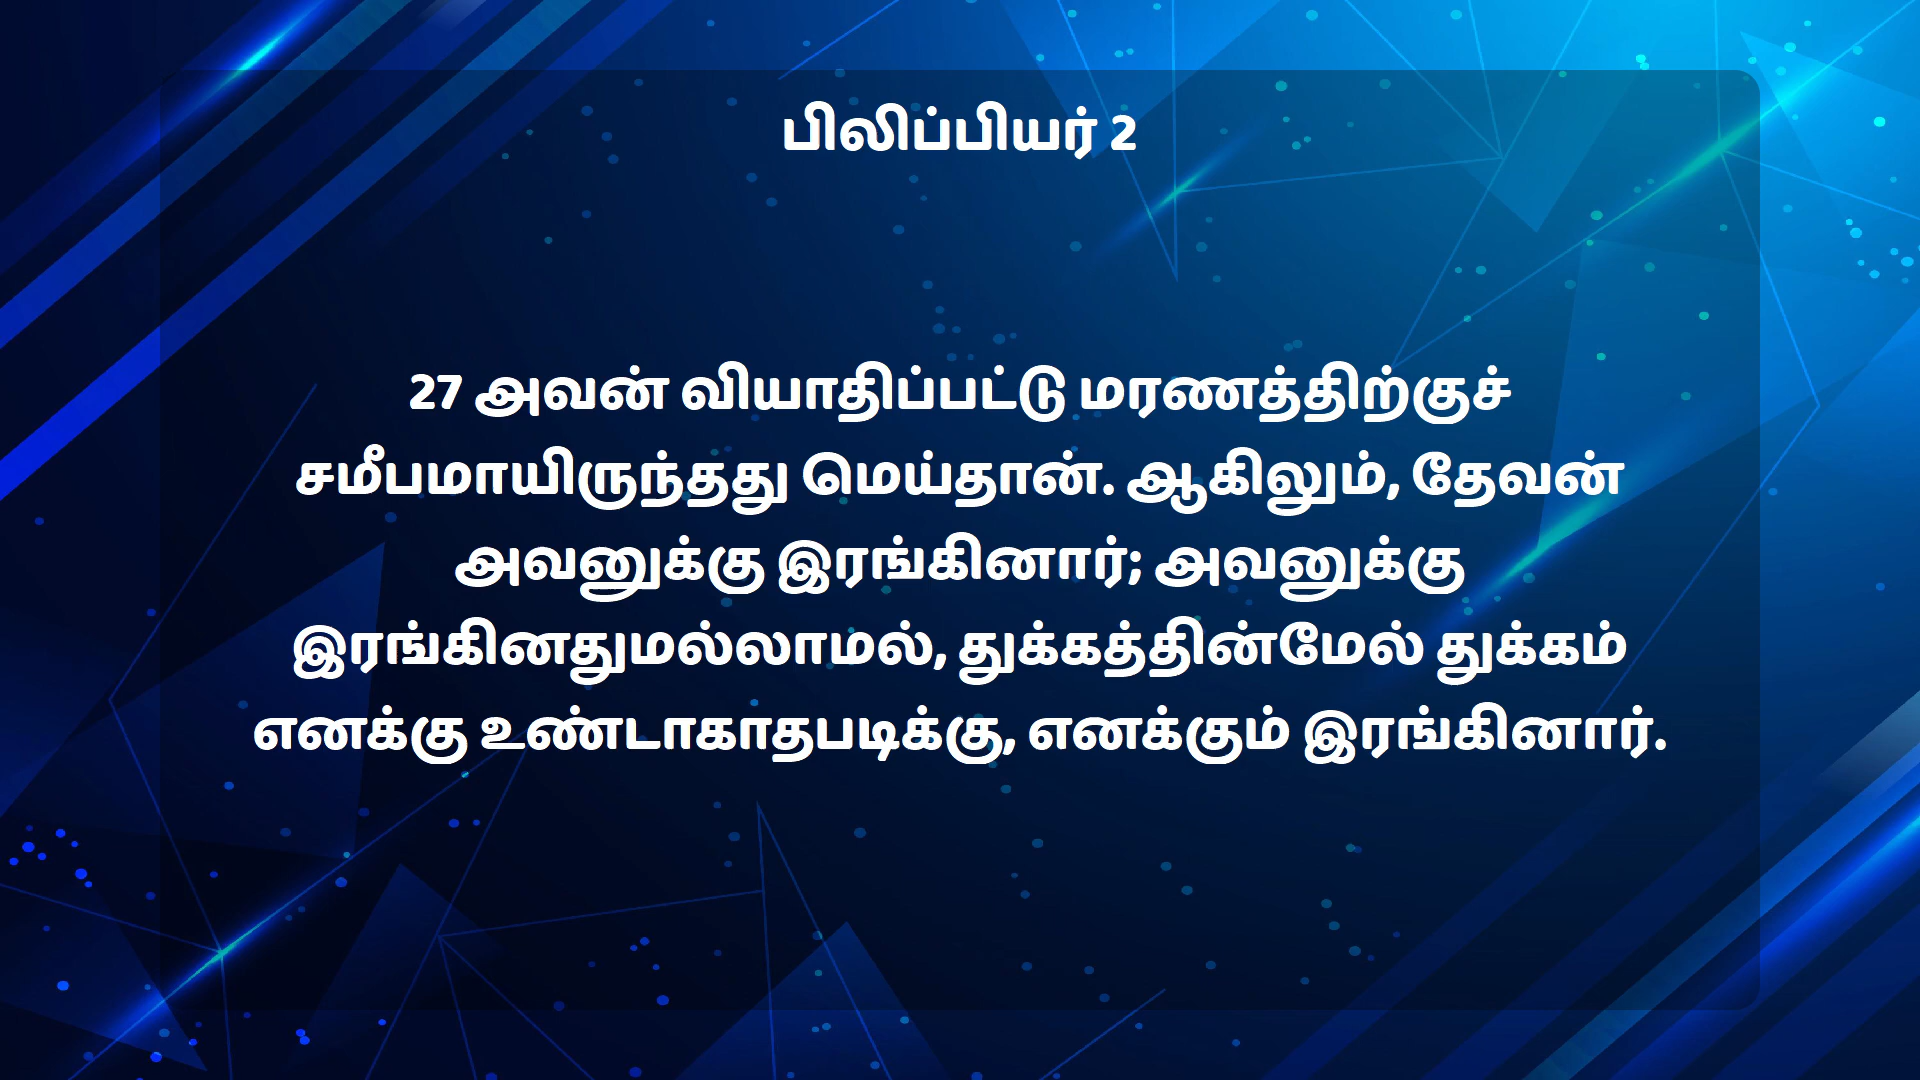 பிலிப்பியர் 2
27 அவன் வியாதிப்பட்டு மரணத்திற்குச்
சமீபமாயிருந்தது மெய்தான். ஆகிலும், தேவன்
அவனுக்கு இரங்கினார்; அவனுக்கு
இரங்கினதுமல்லாமல், துக்கத்தின்மேல் துக்கம்
எனக்கு உண்டாகாதபடிக்கு, எனக்கும் இரங்கினார்.